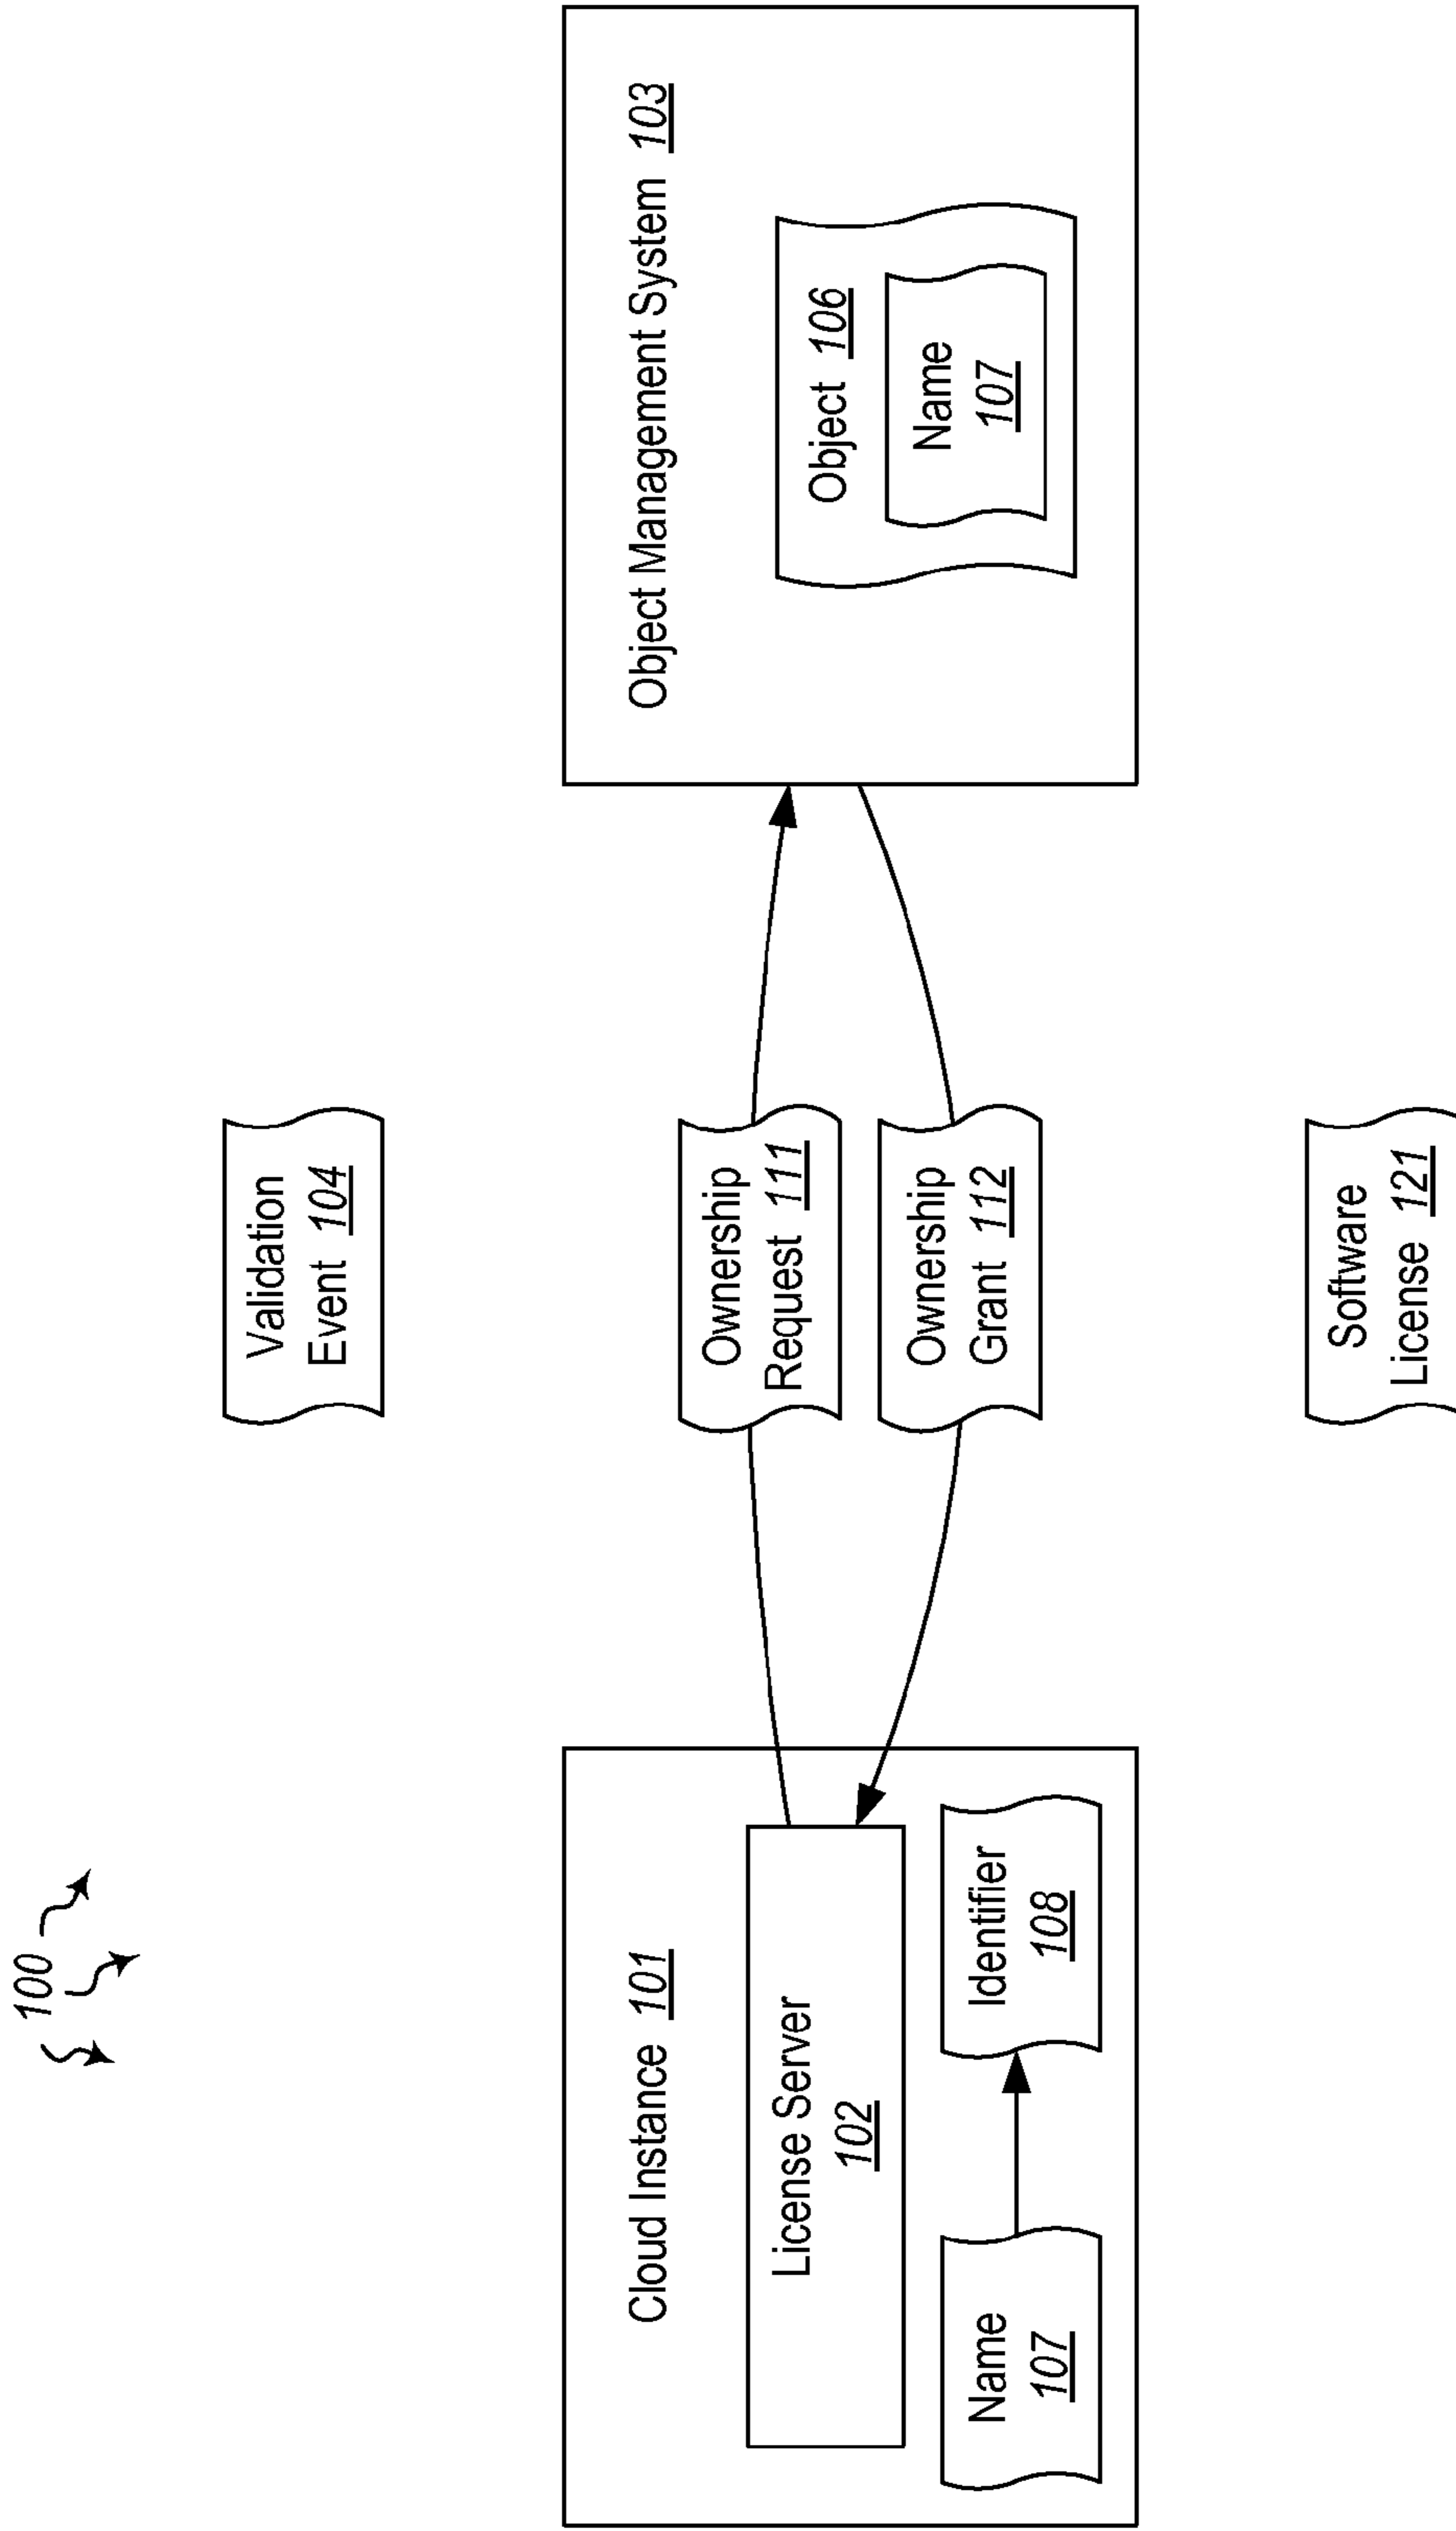 100
Validation
Event 104
Cloud Instance 101
License Server
102
Name
107
Identifier
108
Ownership
Request 111
Ownership
Grant 112
Object Management System 103
Object 106
Name
107
Software
License 121